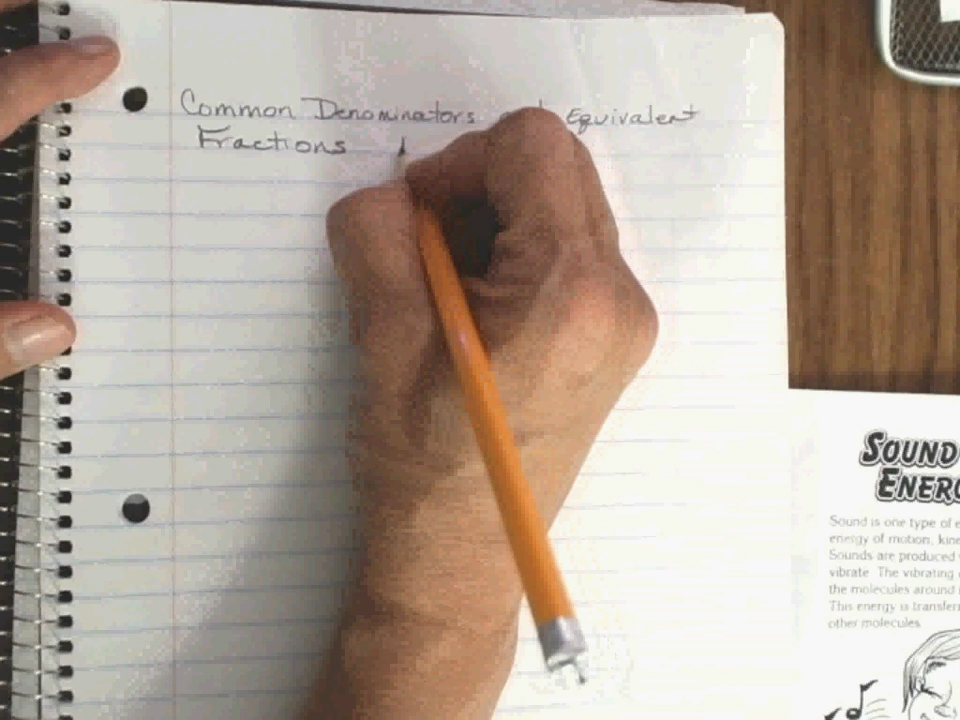 Common Denominators Equivalent
Fractions
SOUND
ENERG
Sound is one type of e
energy of motion, kine
Sounds are produced
vibrate. The vibrating
the molecules around
This energy is transferr
other molecules.